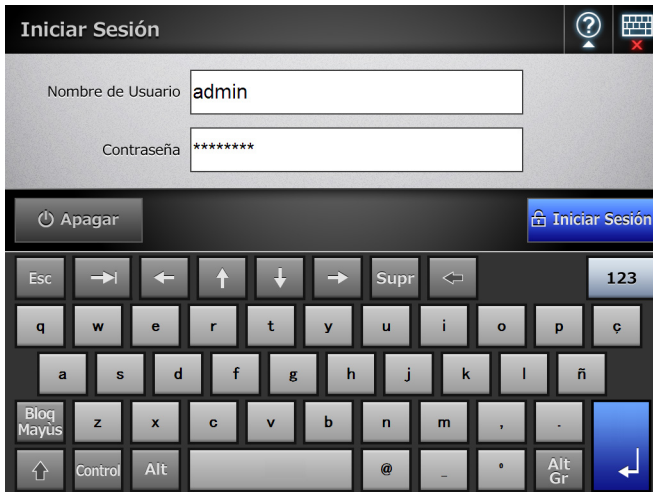 Iniciar Sesión
?
Nombre de Usuario admin
Contraseña ********
Apagar Iniciar Sesión
Esc Supr 123
q w e r t y u i o p ç
a s d f g h j k l ñ
Bloq
Mayús z x c v b n m , .
Control Alt @ _ º Alt
Gr